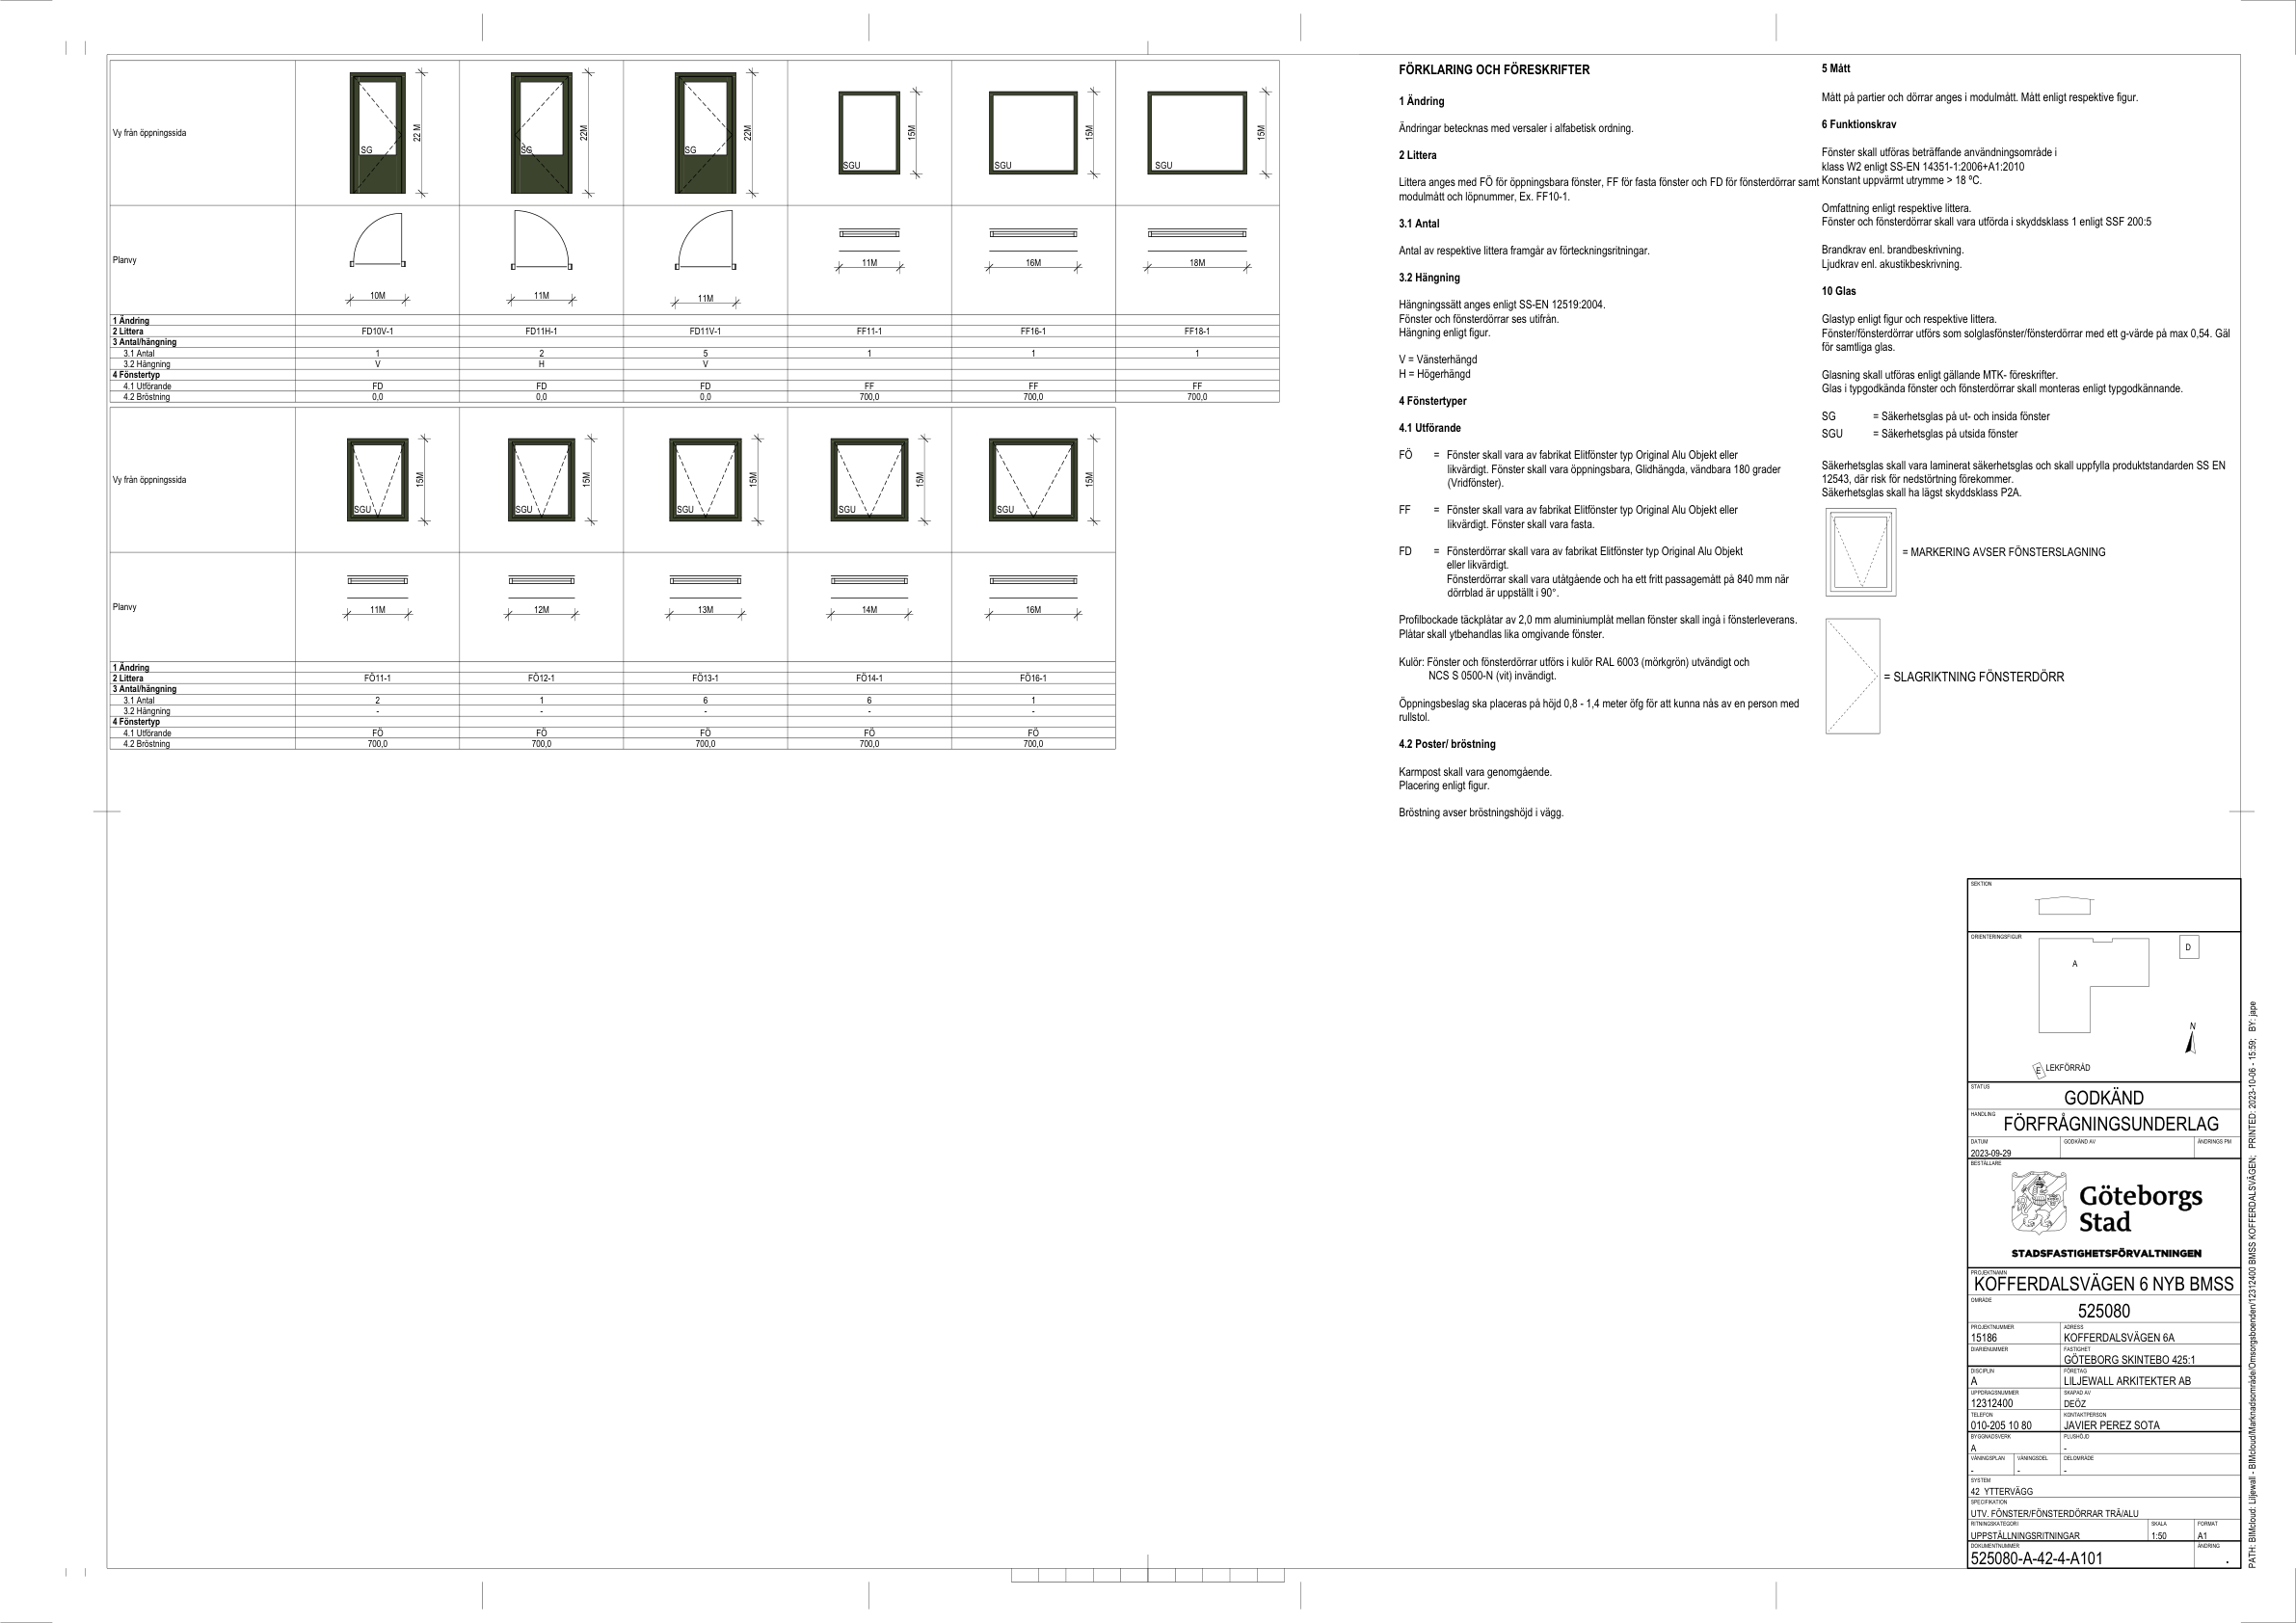 Vy från öppningssida
SG
22 M
SG
22M
SG
22M
SGU
15M
SGU
15M
SGU
15M
Planvy
10M
11M
11M
11M
16M
18M
1 Ändring
2 Littera FD10V-1 FD11H-1 FD11V-1 FF11-1 FF16-1 FF18-1
3 Antal/hängning
3.1 Antal 1 2 5 1 1 1
3.2 Hängning V H V
4 Fönstertyp
4.1 Utförande FD FD FD FF FF FF
4.2 Bröstning 0,0 0,0 0,0 700,0 700,0 700,0
Vy från öppningssida
SGU
15M
SGU
15M
SGU
15M
SGU
15M
SGU
15M
Planvy
11M
12M
13M
14M
16M
1 Ändring
2 Littera FÖ11-1 FÖ12-1 FÖ13-1 FÖ14-1 FÖ16-1
3 Antal/hängning
3.1 Antal 2 1 6 6 1
3.2 Hängning - - - - -
4 Fönstertyp
4.1 Utförande FÖ FÖ FÖ FÖ FÖ
4.2 Bröstning 700,0 700,0 700,0 700,0 700,0
FÖRKLARING OCH FÖRESKRIFTER
1 Ändring
Ändringar betecknas med versaler i alfabetisk ordning.
2 Littera
Littera anges med FÖ för öppningsbara fönster, FF för fasta fönster och FD för fönsterdörrar samt
modulmått och löpnummer, Ex. FF10-1.
3.1 Antal
Antal av respektive littera framgår av förteckningsritningar.
3.2 Hängning
Hängningssätt anges enligt SS-EN 12519:2004.
Fönster och fönsterdörrar ses utifrån.
Hängning enligt figur.
V = Vänsterhängd
H = Högerhängd
4 Fönstertyper
4.1 Utförande
FÖ = Fönster skall vara av fabrikat Elitfönster typ Original Alu Objekt eller
likvärdigt. Fönster skall vara öppningsbara, Glidhängda, vändbara 180 grader
(Vridfönster).
FF = Fönster skall vara av fabrikat Elitfönster typ Original Alu Objekt eller
likvärdigt. Fönster skall vara fasta.
FD = Fönsterdörrar skall vara av fabrikat Elitfönster typ Original Alu Objekt
eller likvärdigt.
Fönsterdörrar skall vara utåtgående och ha ett fritt passagemått på 840 mm när
dörrblad är uppställt i 90°.
Profilbockade täckplåtar av 2,0 mm aluminiumplåt mellan fönster skall ingå i fönsterleverans.
Plåtar skall ytbehandlas lika omgivande fönster.
Kulör: Fönster och fönsterdörrar utförs i kulör RAL 6003 (mörkgrön) utvändigt och
NCS S 0500-N (vit) invändigt.
Öppningsbeslag ska placeras på höjd 0,8 - 1,4 meter öfg för att kunna nås av en person med
rullstol.
4.2 Poster/ bröstning
Karmpost skall vara genomgående.
Placering enligt figur.
Bröstning avser bröstningshöjd i vägg.
5 Mått
Mått på partier och dörrar anges i modulmått. Mått enligt respektive figur.
6 Funktionskrav
Fönster skall utföras beträffande användningsområde i
klass W2 enligt SS-EN 14351-1:2006+A1:2010
Konstant uppvärmt utrymme > 18 ºC.
Omfattning enligt respektive littera.
Fönster och fönsterdörrar skall vara utförda i skyddsklass 1 enligt SSF 200:5
Brandkrav enl. brandbeskrivning.
Ljudkrav enl. akustikbeskrivning.
10 Glas
Glastyp enligt figur och respektive littera.
Fönster/fönsterdörrar utförs som solglasfönster/fönsterdörrar med ett g-värde på max 0,54. Gäl
för samtliga glas.
Glasning skall utföras enligt gällande MTK- föreskrifter.
Glas i typgodkända fönster och fönsterdörrar skall monteras enligt typgodkännande.
SG = Säkerhetsglas på ut- och insida fönster
SGU = Säkerhetsglas på utsida fönster
Säkerhetsglas skall vara laminerat säkerhetsglas och skall uppfylla produktstandarden SS EN
12543, där risk för nedstörtning förekommer.
Säkerhetsglas skall ha lägst skyddsklass P2A.
= MARKERING AVSER FÖNSTERSLAGNING
= SLAGRIKTNING FÖNSTERDÖRR
SEKTION
ORIENTERINGSFIGUR
A
D
N
E
LEKFÖRRÅD
STATUS
GODKÄND
HANDLING
FÖRFRÅGNINGSUNDERLAG
DATUM GODKÄND AV ÄNDRINGS PM
2023-09-29
BESTÄLLARE
Göteborgs
Stad
STADSFASTIGHETSFÖRVALTNINGEN
PROJEKTNAMN
KOFFERDALSVÄGEN 6 NYB BMSS
OMRÅDE
525080
PROJEKTNUMMER ADRESS
15186 KOFFERDALSVÄGEN 6A
DIARIENUMMER FASTIGHET
GÖTEBORG SKINTEBO 425:1
DISCIPLIN FÖRETAG
A LILJEWALL ARKITEKTER AB
UPPDRAGSNUMMER SKAPAD AV
12312400 DEÖZ
TELEFON KONTAKTPERSON
010-205 10 80 JAVIER PEREZ SOTA
BYGGNADSVERK PLUSHÖJD
A -
VÅNINGSPLAN VÅNINGSDEL DELOMRÅDE
- - -
SYSTEM
42 YTTERVÄGG
SPECIFIKATION
UTV. FÖNSTER/FÖNSTERDÖRRAR TRÄ/ALU
RITNINGSKATEGORI SKALA FORMAT
UPPSTÄLLNINGSRITNINGAR 1:50 A1
DOKUMENTNUMMER ÄNDRING
525080-A-42-4-A101 .
PATH: BIMcloud: Liljewall - BIMcloud/Marknadsområde/Omsorgsboenden/12312400 BMSS KOFFERDALSVÄGEN; PRINTED: 2023-10-06 - 15:59; BY: jape